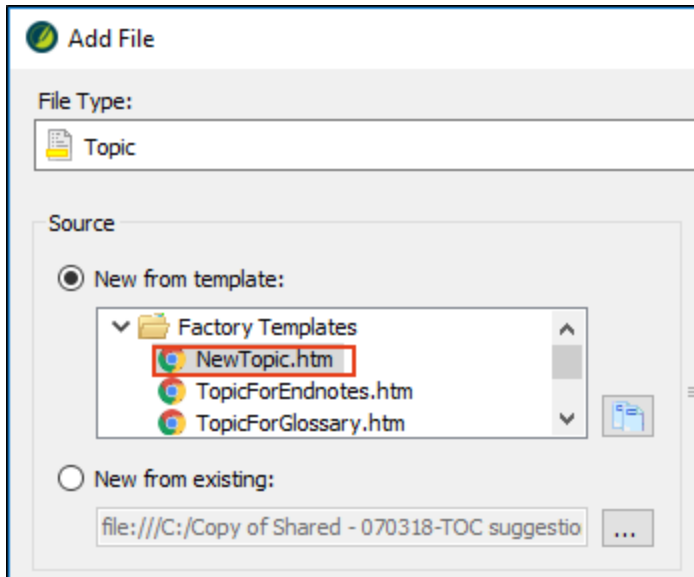 Add File
File Type:
Topic
Source
New from template:
Factory Templates
NewTopic.htm
TopicForEndnotes.htm
TopicForGlossary.htm
New from existing:
file:///C:/Copy of Shared - 070318-TOC suggestio
...